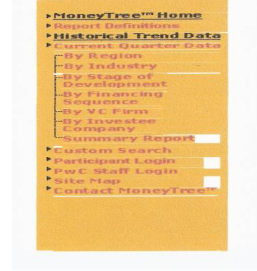 MoneyTree™ Home
Report Definitions
Historical Trend Data
Current Quarter Data
By Region
By Industry
By Stage of
Development
By Financing
Sequence
By VC Firm
By Investee
Company
Summary Report
Custom Search
Participant Login
PwC Staff Login
Site Map
Contact MoneyTree™